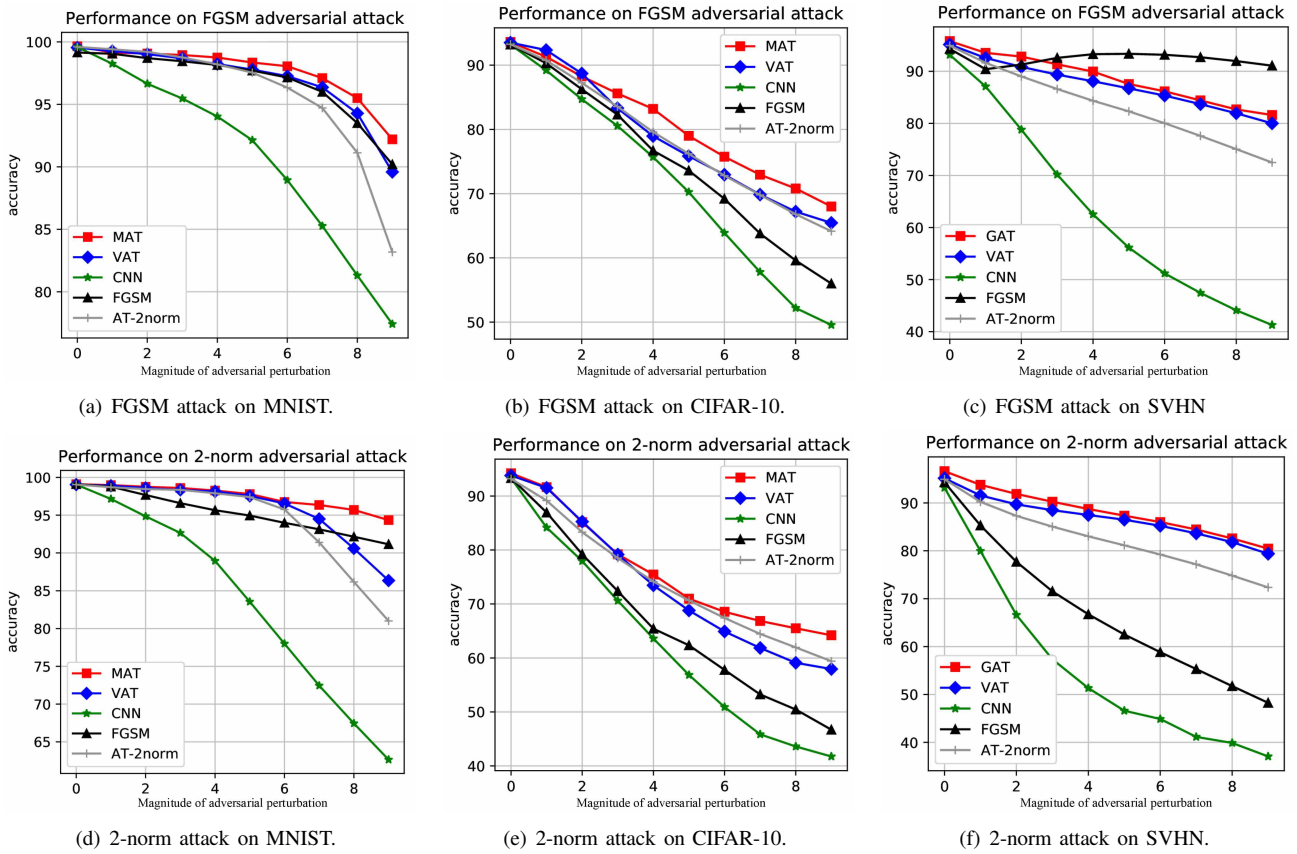 Performance on FGSM adversarial attack
100
95
90
85
80
accuracy
MAT
VAT
CNN
FGSM
AT-2norm
0 2 4 6 8
Magnitude of adversarial perturbation
(a) FGSM attack on MNIST.
Performance on FGSM adversarial attack
90
80
70
60
50
accuracy
MAT
VAT
CNN
FGSM
AT-2norm
0 2 4 6 8
Magnitude of adversarial perturbation
(b) FGSM attack on CIFAR-10.
Performance on FGSM adversarial attack
100
90
80
70
60
50
40
accuracy
GAT
VAT
CNN
FGSM
AT-2norm
0 2 4 6 8
Magnitude of adversarial perturbation
(c) FGSM attack on SVHN
Performance on 2-norm adversarial attack
100
95
90
85
80
75
70
65
accuracy
MAT
VAT
CNN
FGSM
AT-2norm
0 2 4 6 8
Magnitude of adversarial perturbation
(d) 2-norm attack on MNIST.
Performance on 2-norm adversarial attack
90
80
70
60
50
40
accuracy
MAT
VAT
CNN
FGSM
AT-2norm
0 2 4 6 8
Magnitude of adversarial perturbation
(e) 2-norm attack on CIFAR-10.
Performance on 2-norm adversarial attack
100
90
80
70
60
50
40
accuracy
GAT
VAT
CNN
FGSM
AT-2norm
0 2 4 6 8
Magnitude of adversarial perturbation
(f) 2-norm attack on SVHN.